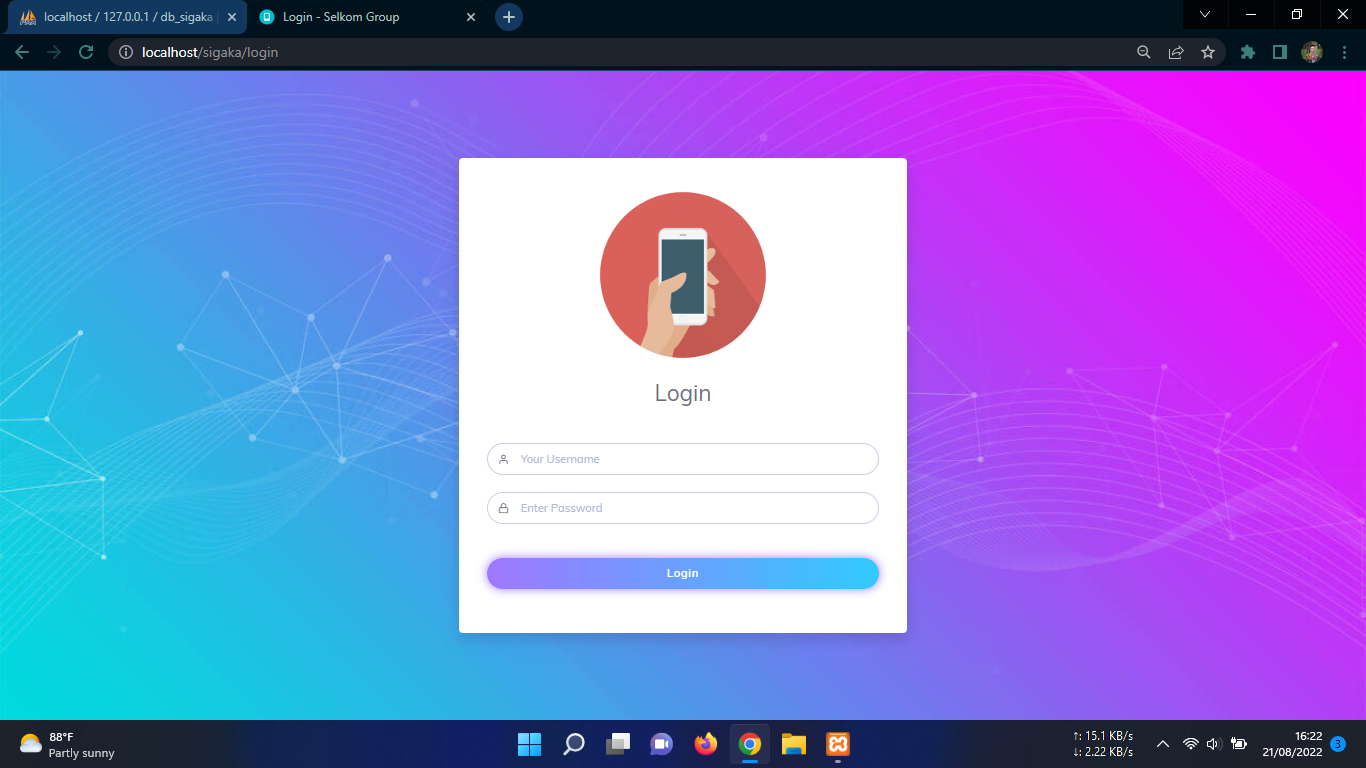 localhost / 127.0.0.1 / db_sigaka
Login - Selkom Group
localhost/sigaka/login
Login
Your Username
Enter Password
Login
88°F
Partly sunny
↑: 15.1 KB/s
↓: 2.22 KB/s
16:22
21/08/2022
3